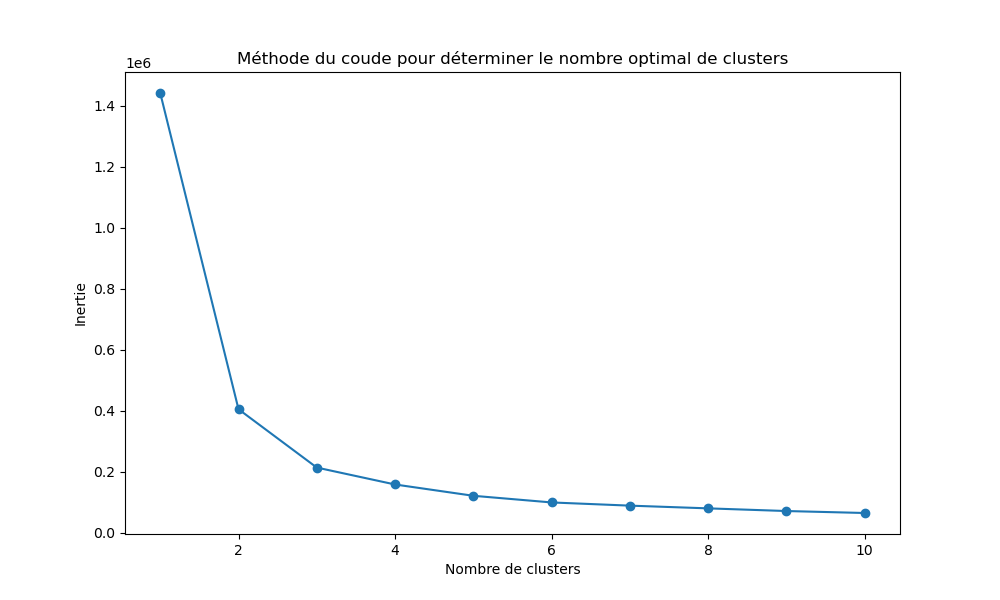 Méthode du coude pour déterminer le nombre optimal de clusters
1e6
1.4
1.2
1.0
0.8
0.6
0.4
0.2
0.0
Inertie
2 4 6 8 10
Nombre de clusters